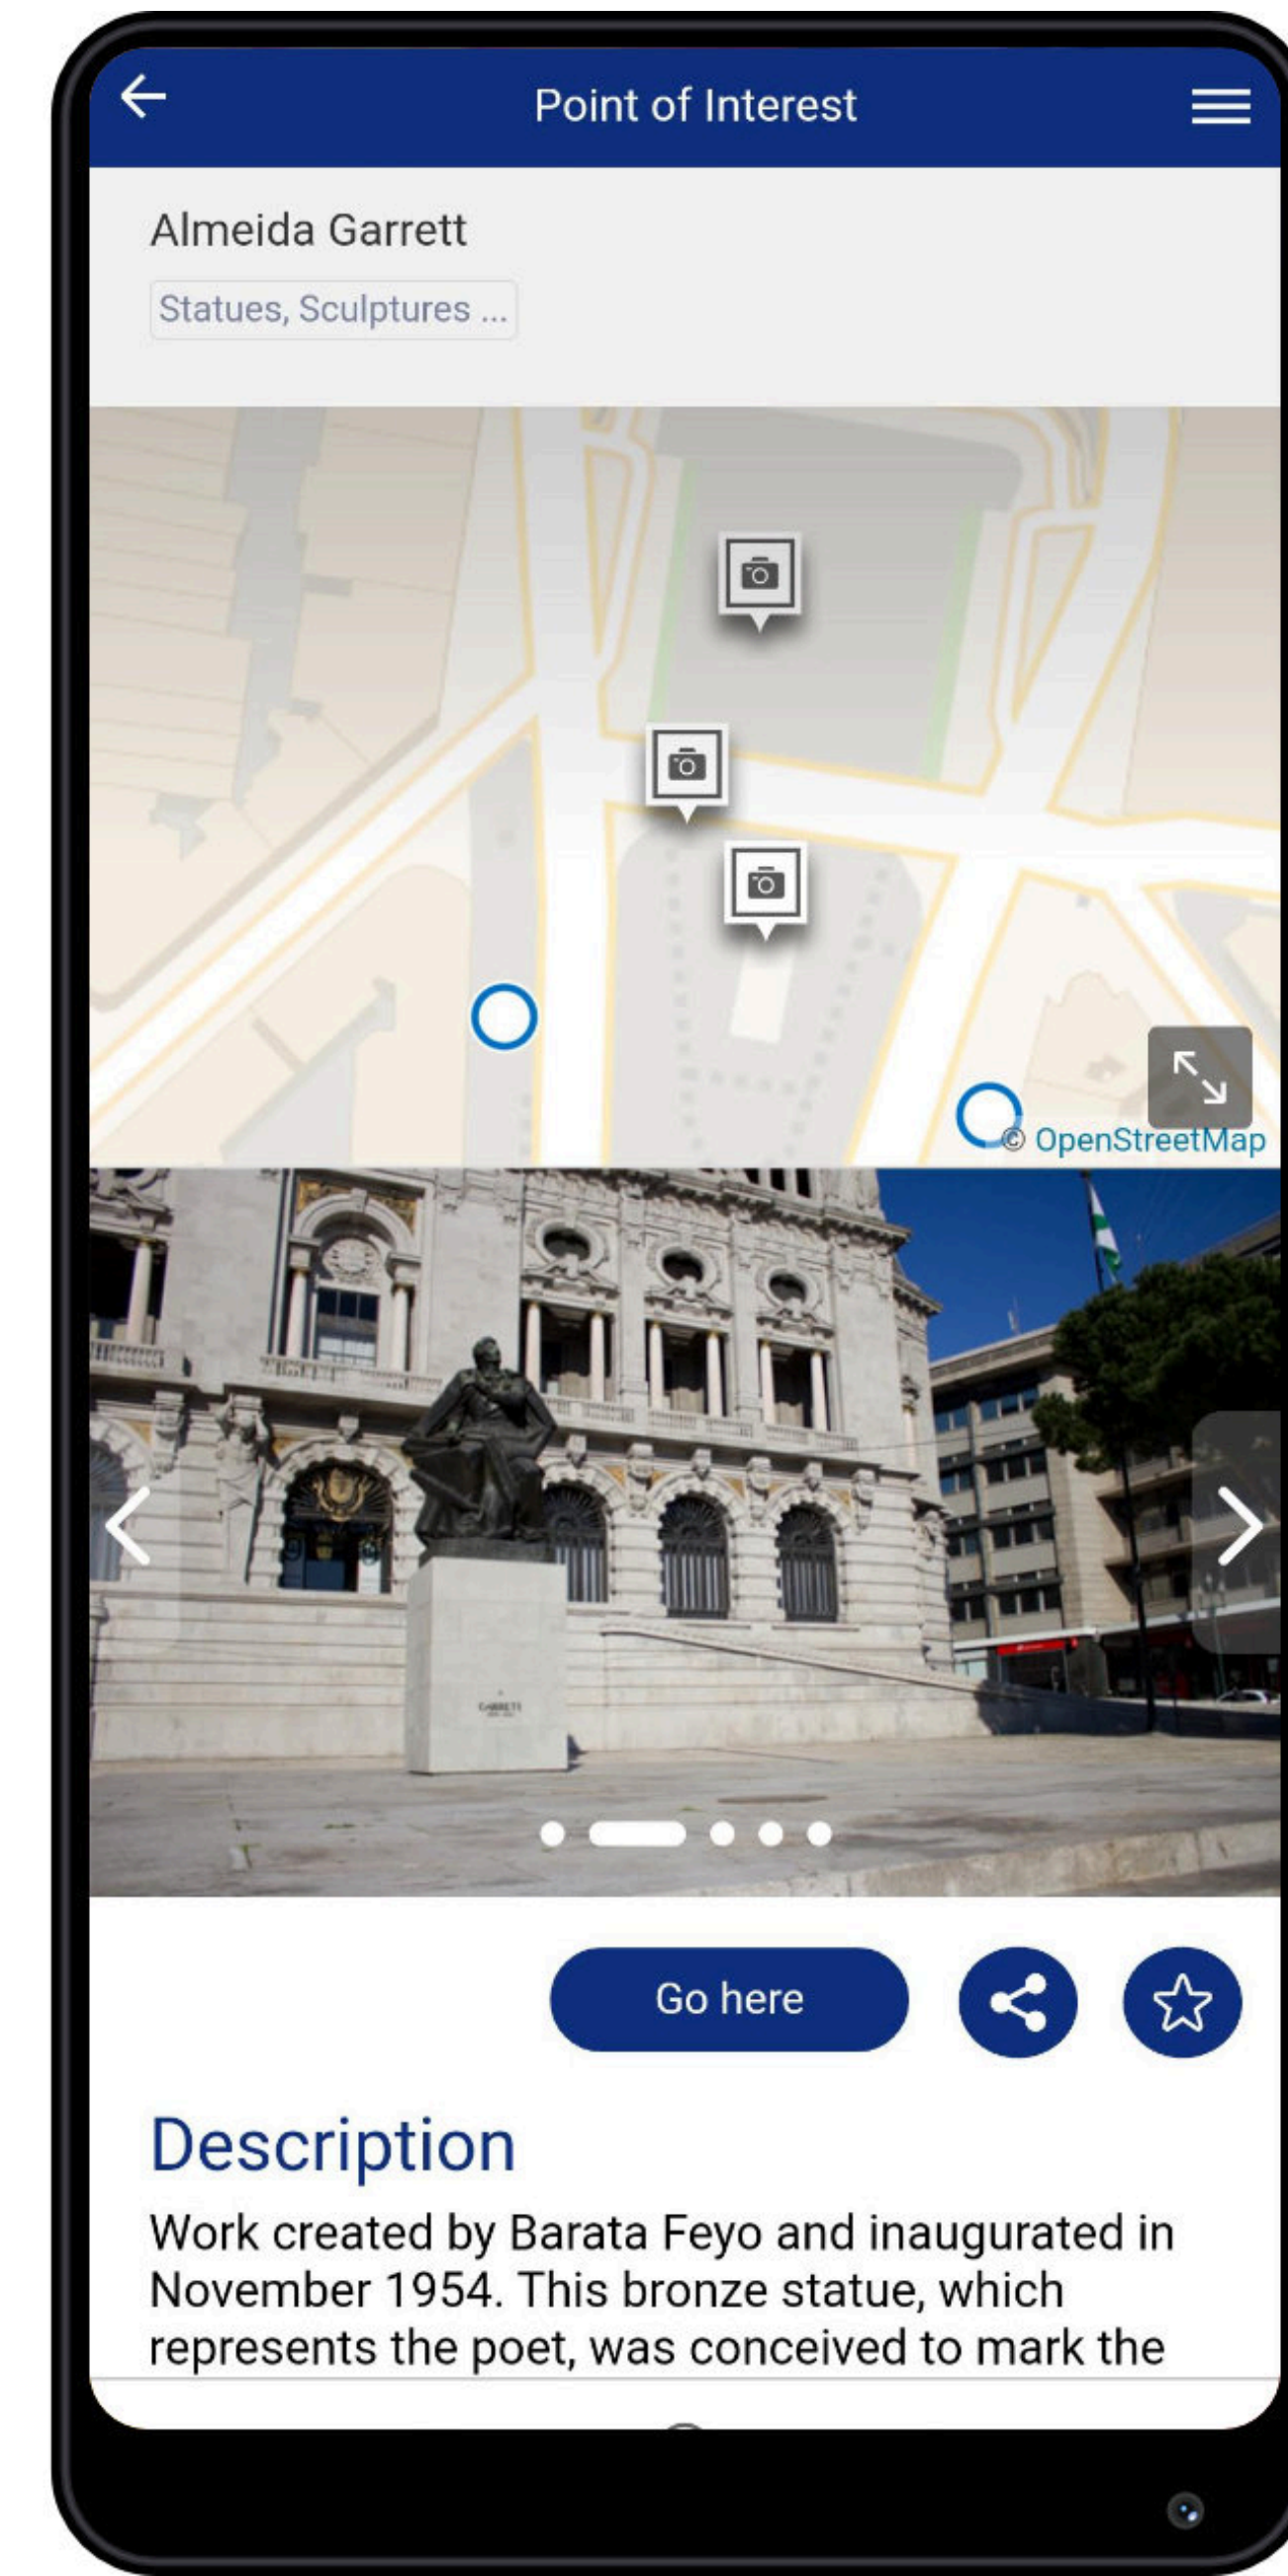 Point of Interest
Almeida Garrett
Statues, Sculptures ...
© OpenStreetMap
GARRETT
Go here
Description
Work created by Barata Feyo and inaugurated in
November 1954. This bronze statue, which
represents the poet, was conceived to mark the